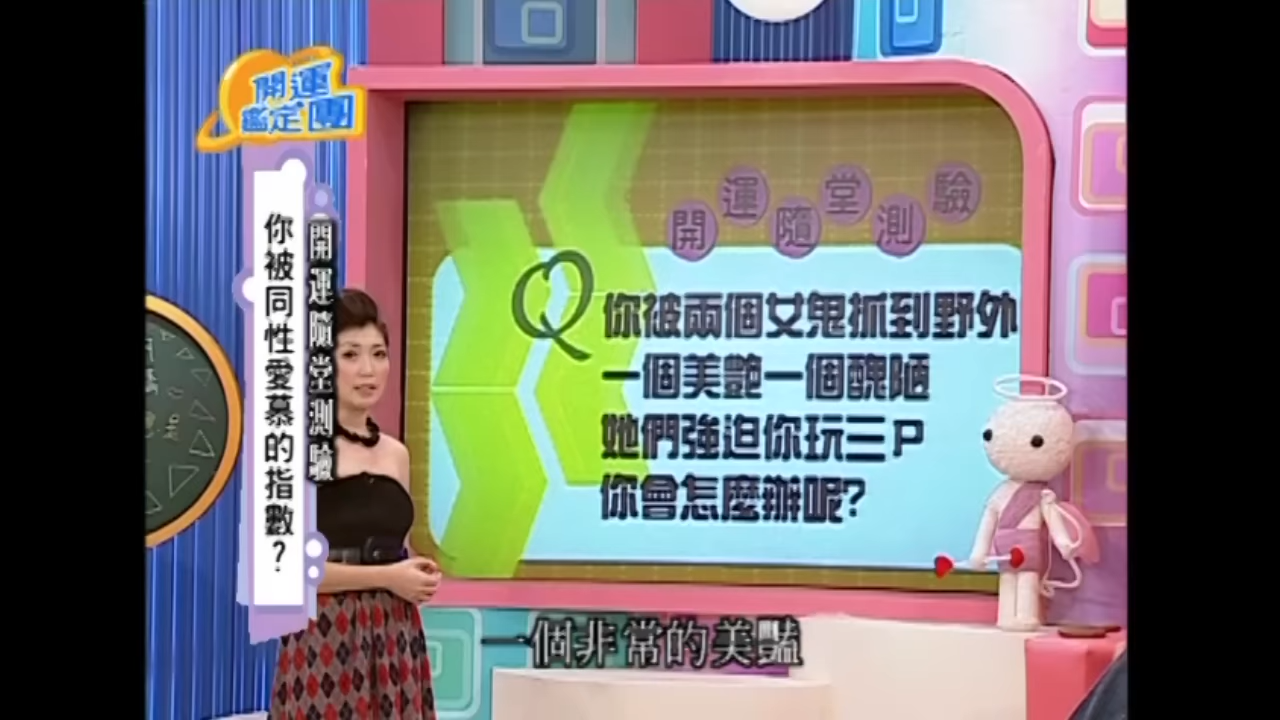 開運
鑑定團
開運隨堂測驗
你被同性愛慕的指數？
開運隨堂測驗
Q 你被兩個女鬼抓到野外
一個美艷一個醜陋
她們強迫你玩三P
你會怎麼辦呢?
一個非常的美豔